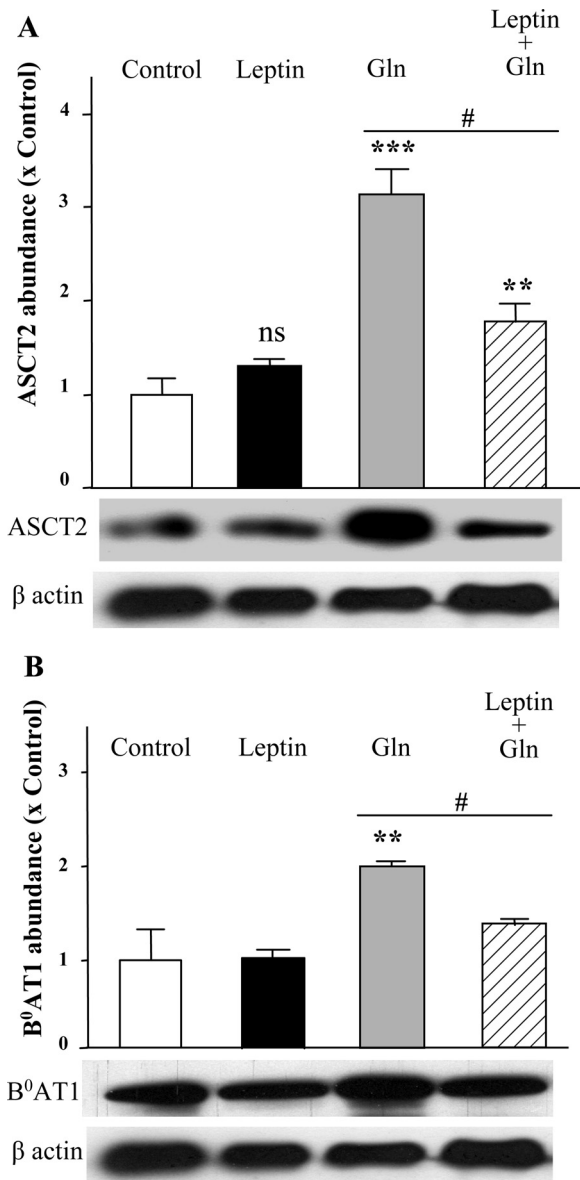 A
Control Leptin Gln Leptin
+
Gln
ASCT2 abundance (x Control)
4
3
2
1
0
#
***
**
ns
ASCT2
β actin
B
Control Leptin Gln Leptin
+
Gln
B⁰AT1 abundance (x Control)
3
2
1
0
#
**
B⁰AT1
β actin